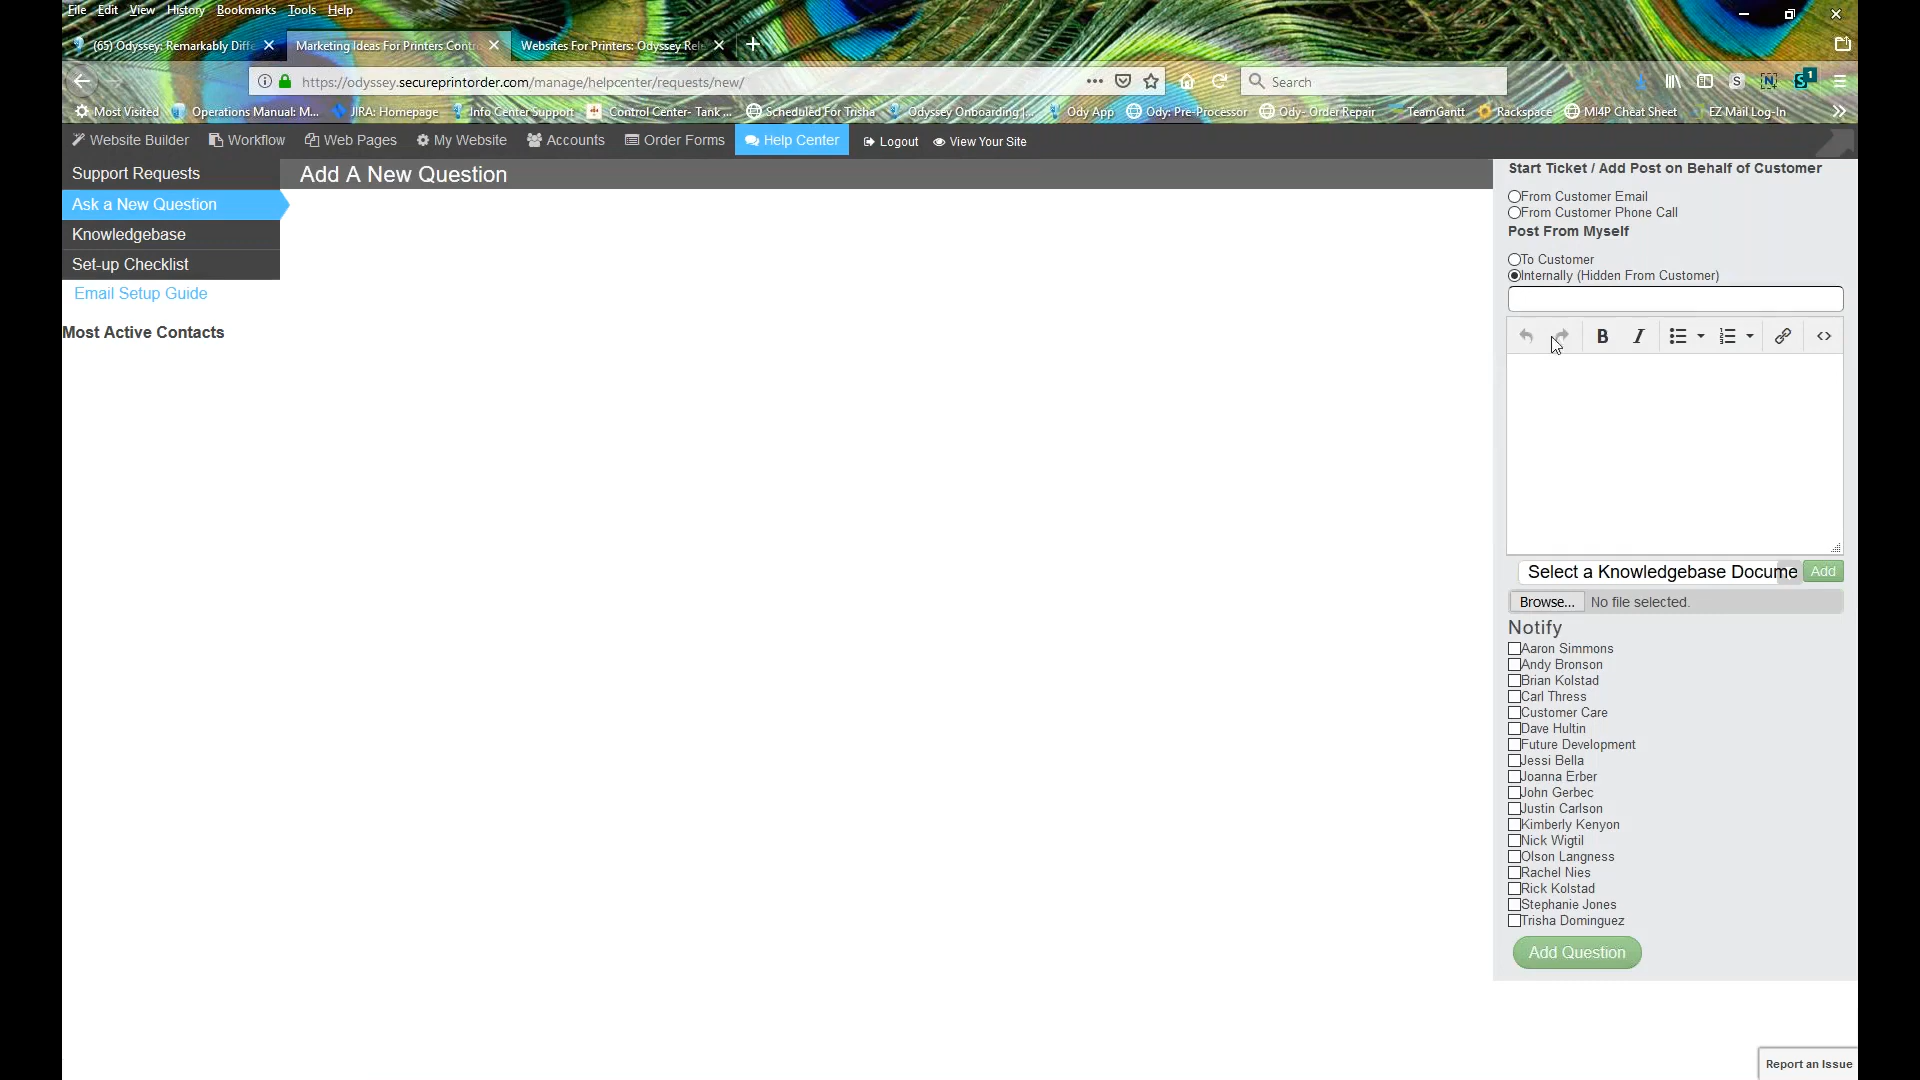 File Edit View History Bookmarks Tools Help
(65) Odyssey: Remarkably Diffe
Marketing Ideas For Printers Contro
Websites For Printers: Odyssey Rel
https://odyssey.secureprintorder.com/manage/helpcenter/requests/new/
Search
S
N
S
1
Most Visited
Operations Manual: M...
JIRA: Homepage
Info Center Support
Control Center- Tank ...
Scheduled For Trisha
Odyssey Onboarding |...
Ody App
Ody: Pre-Processor
Ody- Order Repair
TeamGantt
Rackspace
MI4P Cheat Sheet
EZ Mail Log-In
Website Builder
Workflow
Web Pages
My Website
Accounts
Order Forms
Help Center
Logout
View Your Site
Support Requests
Ask a New Question
Knowledgebase
Set-up Checklist
Email Setup Guide
Most Active Contacts
Add A New Question
Start Ticket / Add Post on Behalf of Customer
From Customer Email
From Customer Phone Call
Post From Myself
To Customer
Internally (Hidden From Customer)
B I
Select a Knowledgebase Docume
Add
Browse... No file selected.
Notify
Aaron Simmons
Andy Bronson
Brian Kolstad
Carl Thress
Customer Care
Dave Hultin
Future Development
Jessi Bella
Joanna Erber
John Gerbec
Justin Carlson
Kimberly Kenyon
Nick Wigtil
Olson Langness
Rachel Nies
Rick Kolstad
Stephanie Jones
Trisha Dominguez
Add Question
Report an Issue